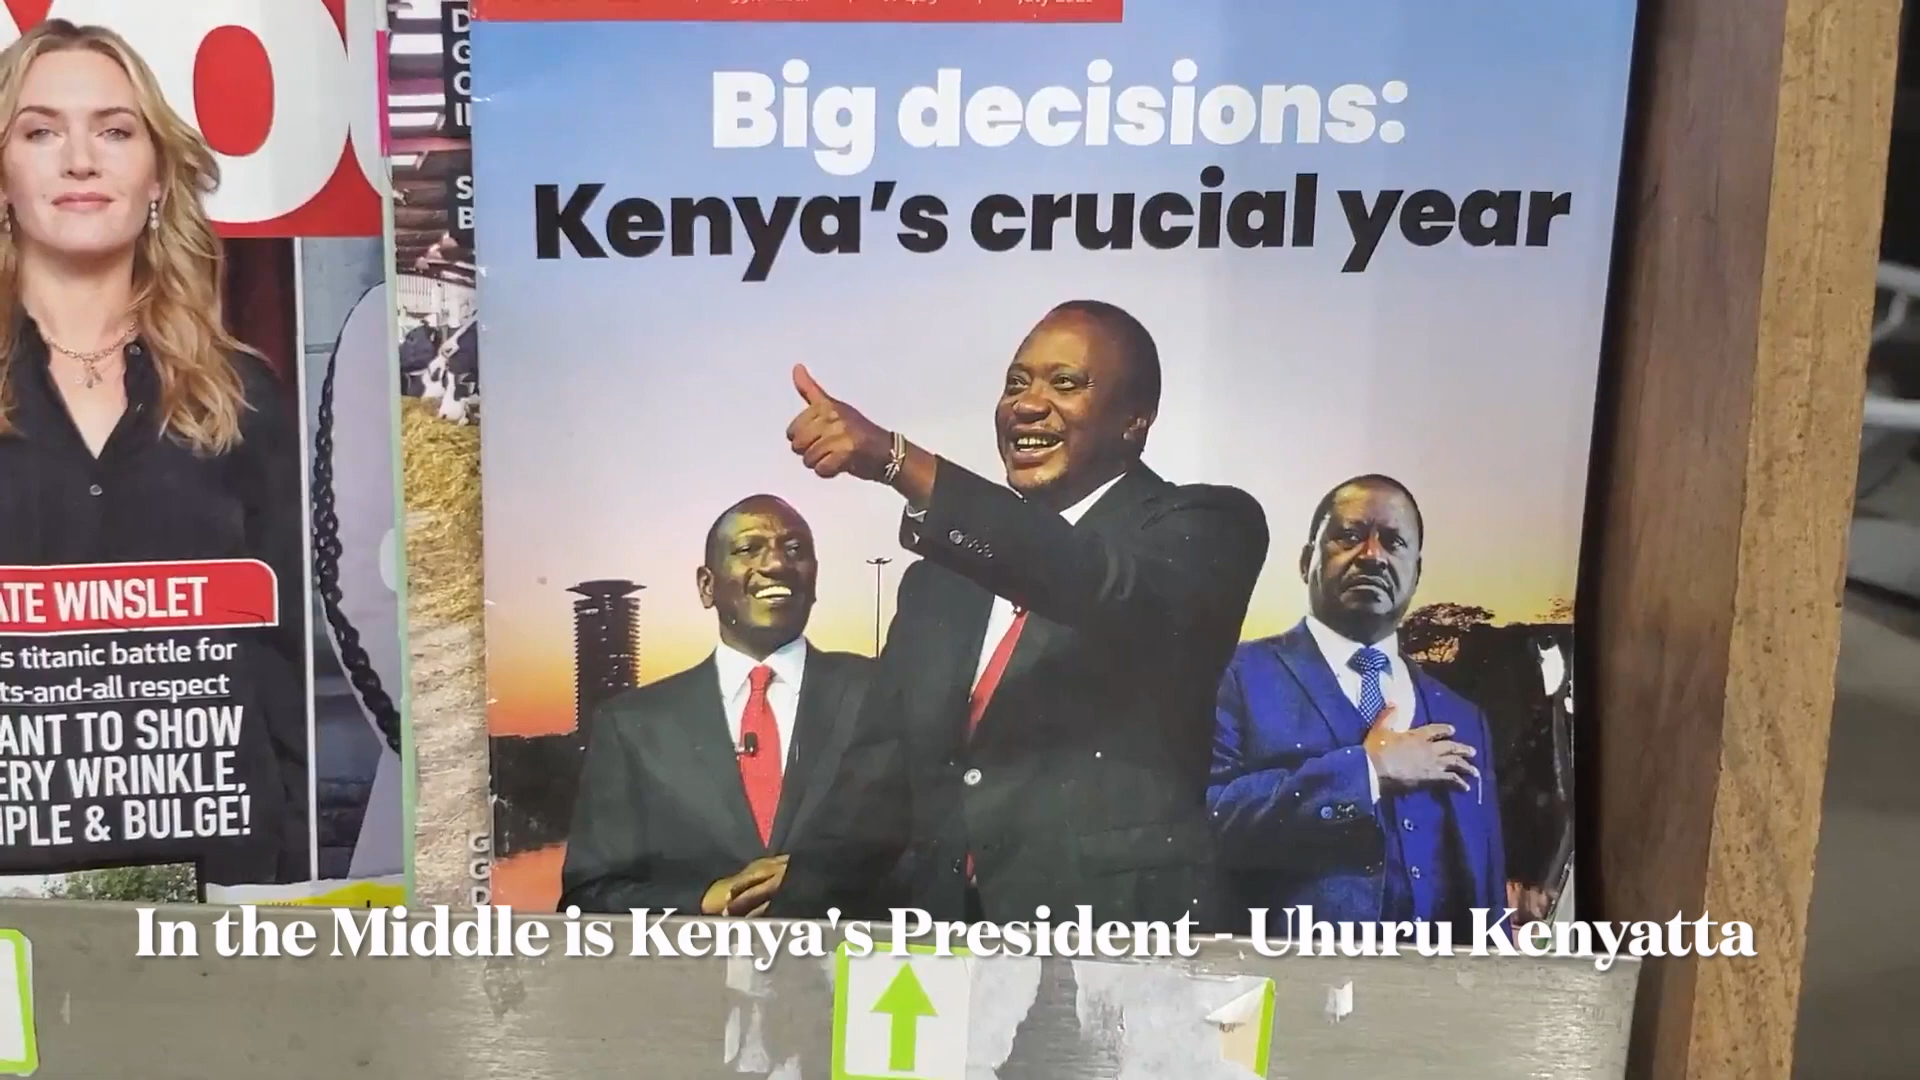 Big decisions:
Kenya's crucial year
ATE WINSLET
s titanic battle for
ts-and-all respect
ANT TO SHOW
ERY WRINKLE,
IPLE & BULGE!
In the Middle is Kenya's President - Uhuru Kenyatta